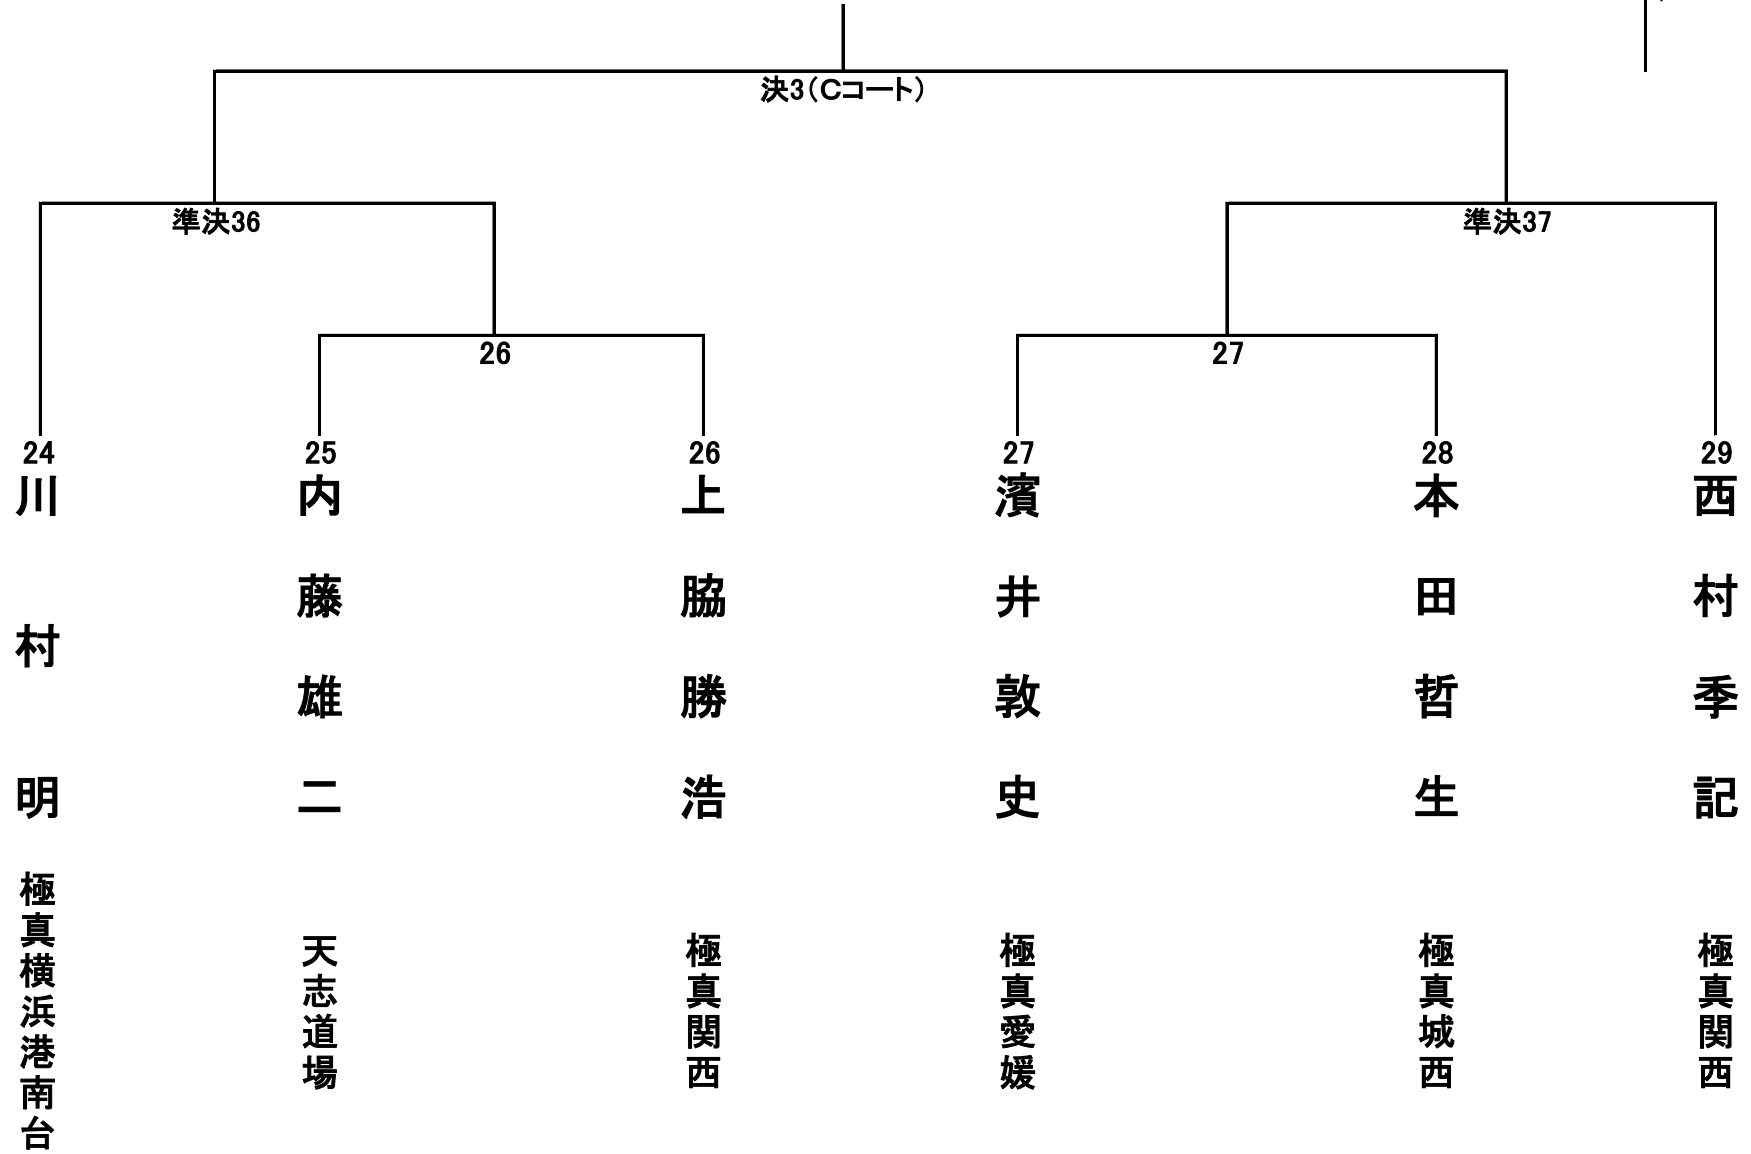 決3（Cコート）
準決36
準決37
26
27
24
川村明
極真横浜港南台
25
内藤雄二
天志道場
26
上脇勝浩
極真関西
27
濱井敦史
極真愛媛
28
本田哲生
極真城西
29
西村季記
極真関西